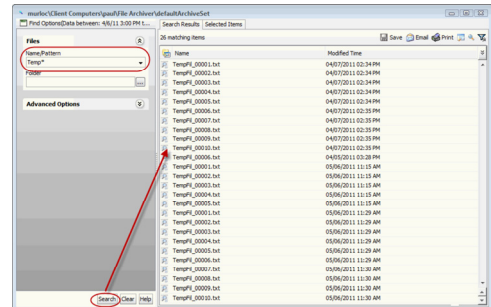 murloc\Client Computers\paul\File Archiver\defaultArchiveSet
Find Options[Data between: 4/6/11 3:00 PM t...
Search Results
Selected Items
Files
Name/Pattern
Temp*
Folder
...
Advanced Options
Search
Clear
Help
26 matching items
Save
Email
Print
Name
Modified Time
TempFil_00001.txt 04/07/2011 02:34 PM
TempFil_00002.txt 04/07/2011 02:34 PM
TempFil_00003.txt 04/07/2011 02:34 PM
TempFil_00004.txt 04/07/2011 02:34 PM
TempFil_00005.txt 04/07/2011 02:34 PM
TempFil_00006.txt 04/07/2011 02:34 PM
TempFil_00007.txt 04/07/2011 02:35 PM
TempFil_00008.txt 04/07/2011 02:35 PM
TempFil_00009.txt 04/07/2011 02:35 PM
TempFil_00010.txt 04/07/2011 02:35 PM
TempFil_00006.txt 04/05/2011 03:28 PM
TempFil_00001.txt 05/06/2011 11:15 AM
TempFil_00002.txt 05/06/2011 11:15 AM
TempFil_00003.txt 05/06/2011 11:15 AM
TempFil_00004.txt 05/06/2011 11:15 AM
TempFil_00005.txt 05/06/2011 11:15 AM
TempFil_00001.txt 05/06/2011 11:29 AM
TempFil_00002.txt 05/06/2011 11:29 AM
TempFil_00003.txt 05/06/2011 11:29 AM
TempFil_00004.txt 05/06/2011 11:29 AM
TempFil_00005.txt 05/06/2011 11:29 AM
TempFil_00006.txt 05/06/2011 11:29 AM
TempFil_00007.txt 05/06/2011 11:30 AM
TempFil_00008.txt 05/06/2011 11:30 AM
TempFil_00009.txt 05/06/2011 11:30 AM
TempFil_00010.txt 05/06/2011 11:30 AM